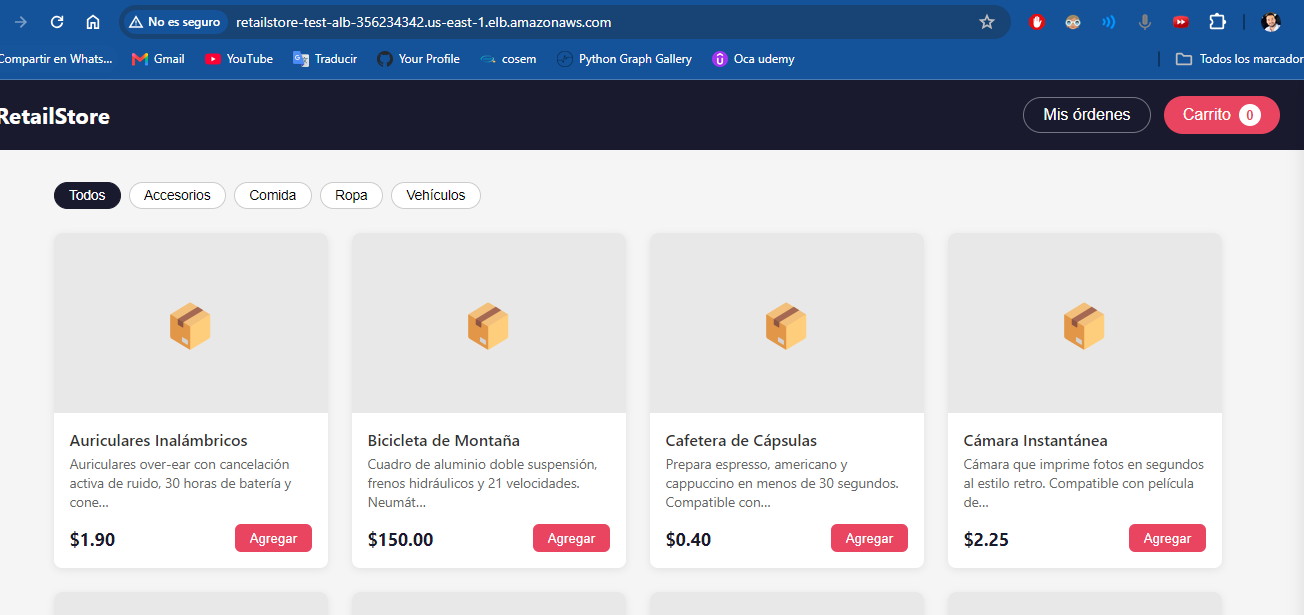 No es seguro
retailstore-test-alb-356234342.us-east-1.elb.amazonaws.com
Compartir en Whats...
Gmail
YouTube
Traducir
Your Profile
cosem
Python Graph Gallery
Oca udemy
Todos los marcador
RetailStore
Mis órdenes
Carrito 0
Todos
Accesorios
Comida
Ropa
Vehículos
Auriculares Inalámbricos
Auriculares over-ear con cancelación
activa de ruido, 30 horas de batería y
cone...
$1.90
Agregar
Bicicleta de Montaña
Cuadro de aluminio doble suspensión,
frenos hidráulicos y 21 velocidades.
Neumát...
$150.00
Agregar
Cafetera de Cápsulas
Prepara espresso, americano y
cappuccino en menos de 30 segundos.
Compatible con...
$0.40
Agregar
Cámara Instantánea
Cámara que imprime fotos en segundos
al estilo retro. Compatible con película
de...
$2.25
Agregar